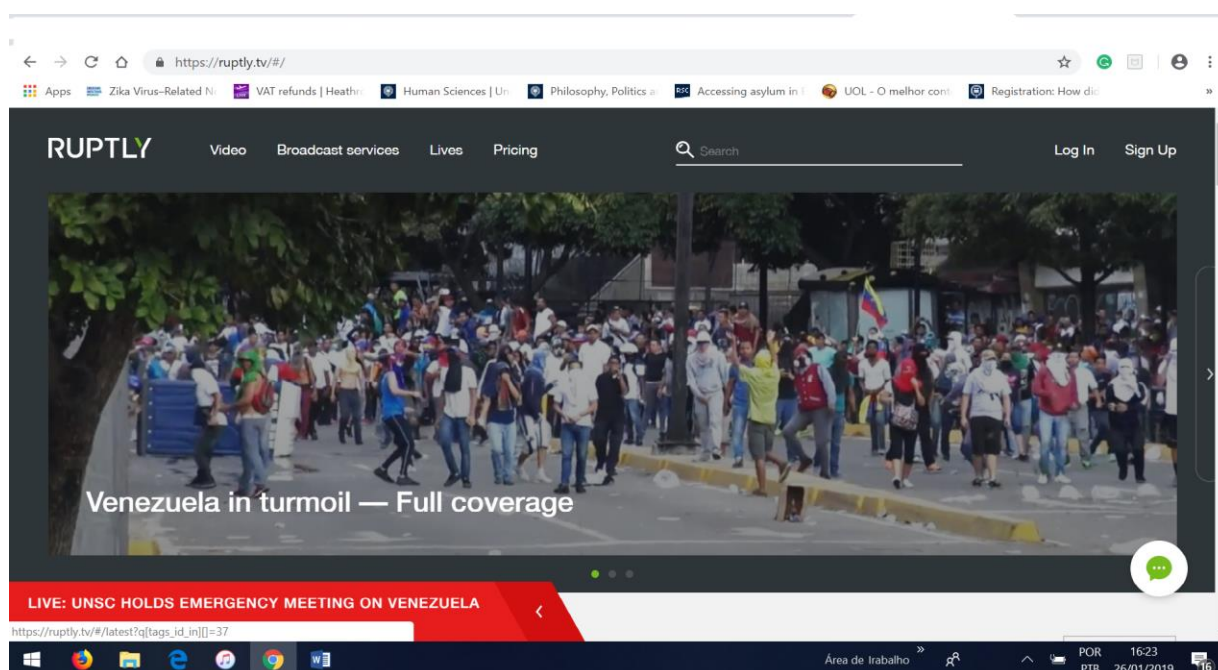 https://ruptly.tv/#/
Apps Zika Virus–Related N VAT refunds | Heathr Human Sciences | Un Philosophy, Politics a RSC Accessing asylum in E UOL - O melhor cont Registration: How di »
RUPTLY Video Broadcast services Lives Pricing Search Log In Sign Up
Venezuela in turmoil — Full coverage
LIVE: UNSC HOLDS EMERGENCY MEETING ON VENEZUELA
https://ruptly.tv/#/latest?q[tags_id_in][]=37
Área de Trabalho » POR 16:23
PTB 26/01/2019 16